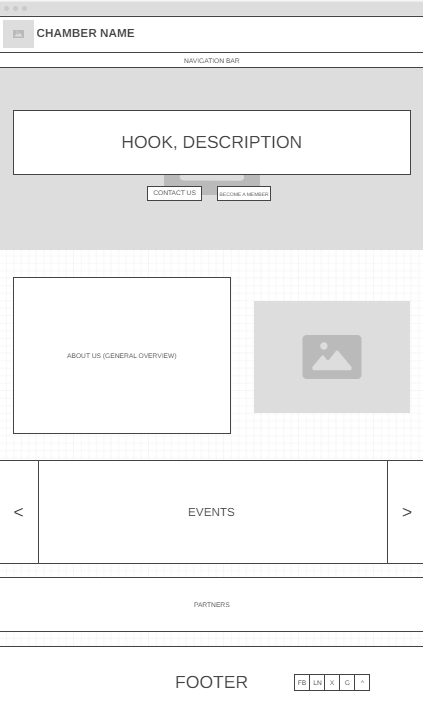 CHAMBER NAME
NAVIGATION BAR
HOOK, DESCRIPTION
CONTACT US
BECOME A MEMBER
ABOUT US (GENERAL OVERVIEW)
<
EVENTS
>
PARTNERS
FOOTER
FB LN X G ^